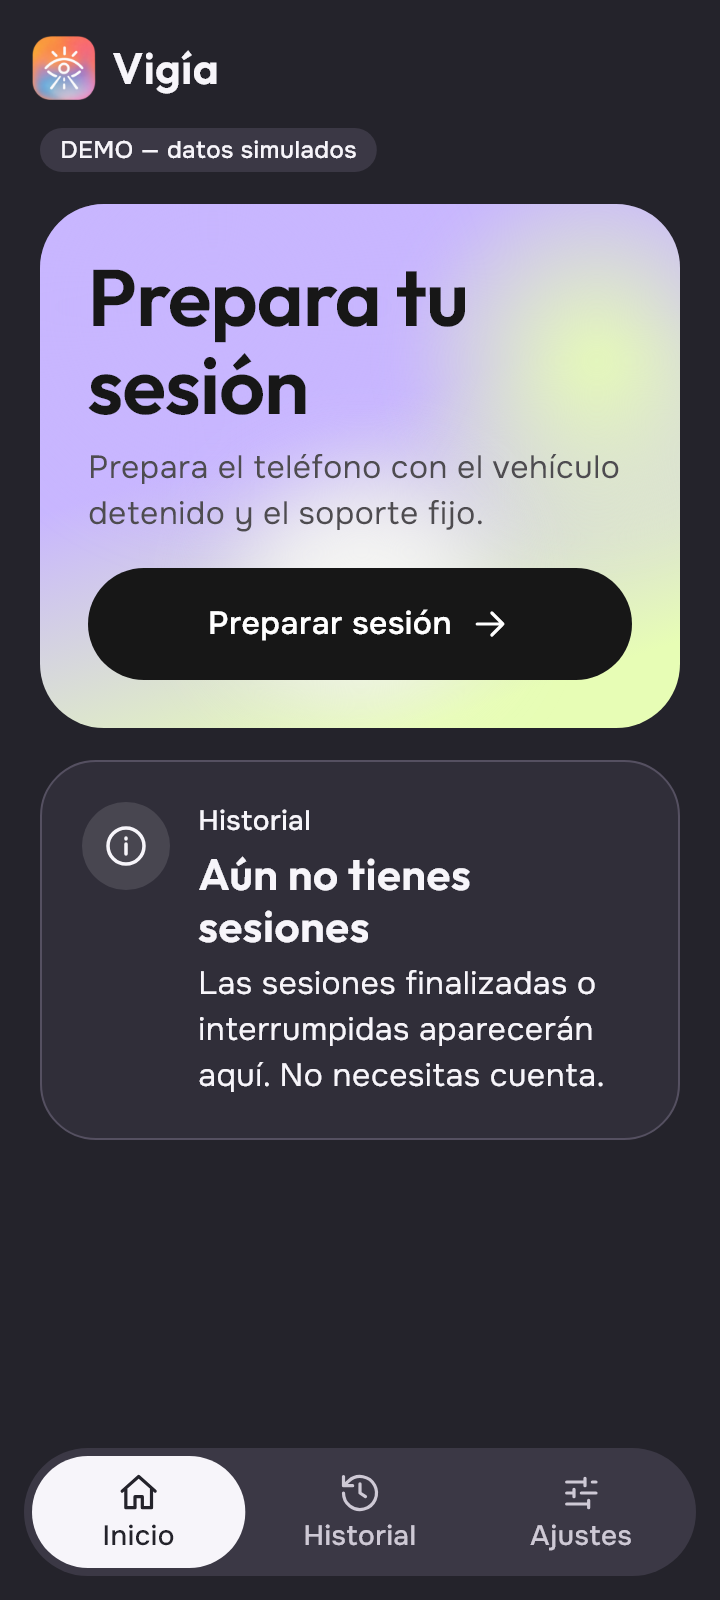 Vigía
DEMO — datos simulados
Prepara tu
sesión
Prepara el teléfono con el vehículo
detenido y el soporte fijo.
Preparar sesión →
Historial
Aún no tienes
sesiones
Las sesiones finalizadas o
interrumpidas aparecerán
aquí. No necesitas cuenta.
Inicio
Historial
Ajustes